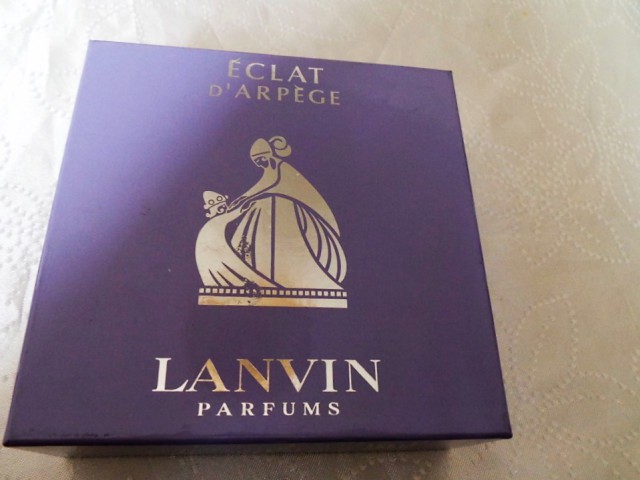 ÉCLAT
D'ARPÈGE
LANVIN
PARFUMS